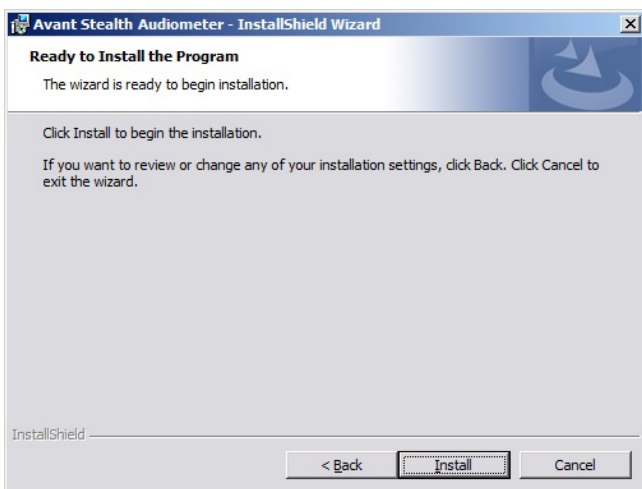 Avant Stealth Audiometer - InstallShield Wizard
Ready to Install the Program
The wizard is ready to begin installation.
Click Install to begin the installation.
If you want to review or change any of your installation settings, click Back. Click Cancel to
exit the wizard.
InstallShield
< Back Install Cancel